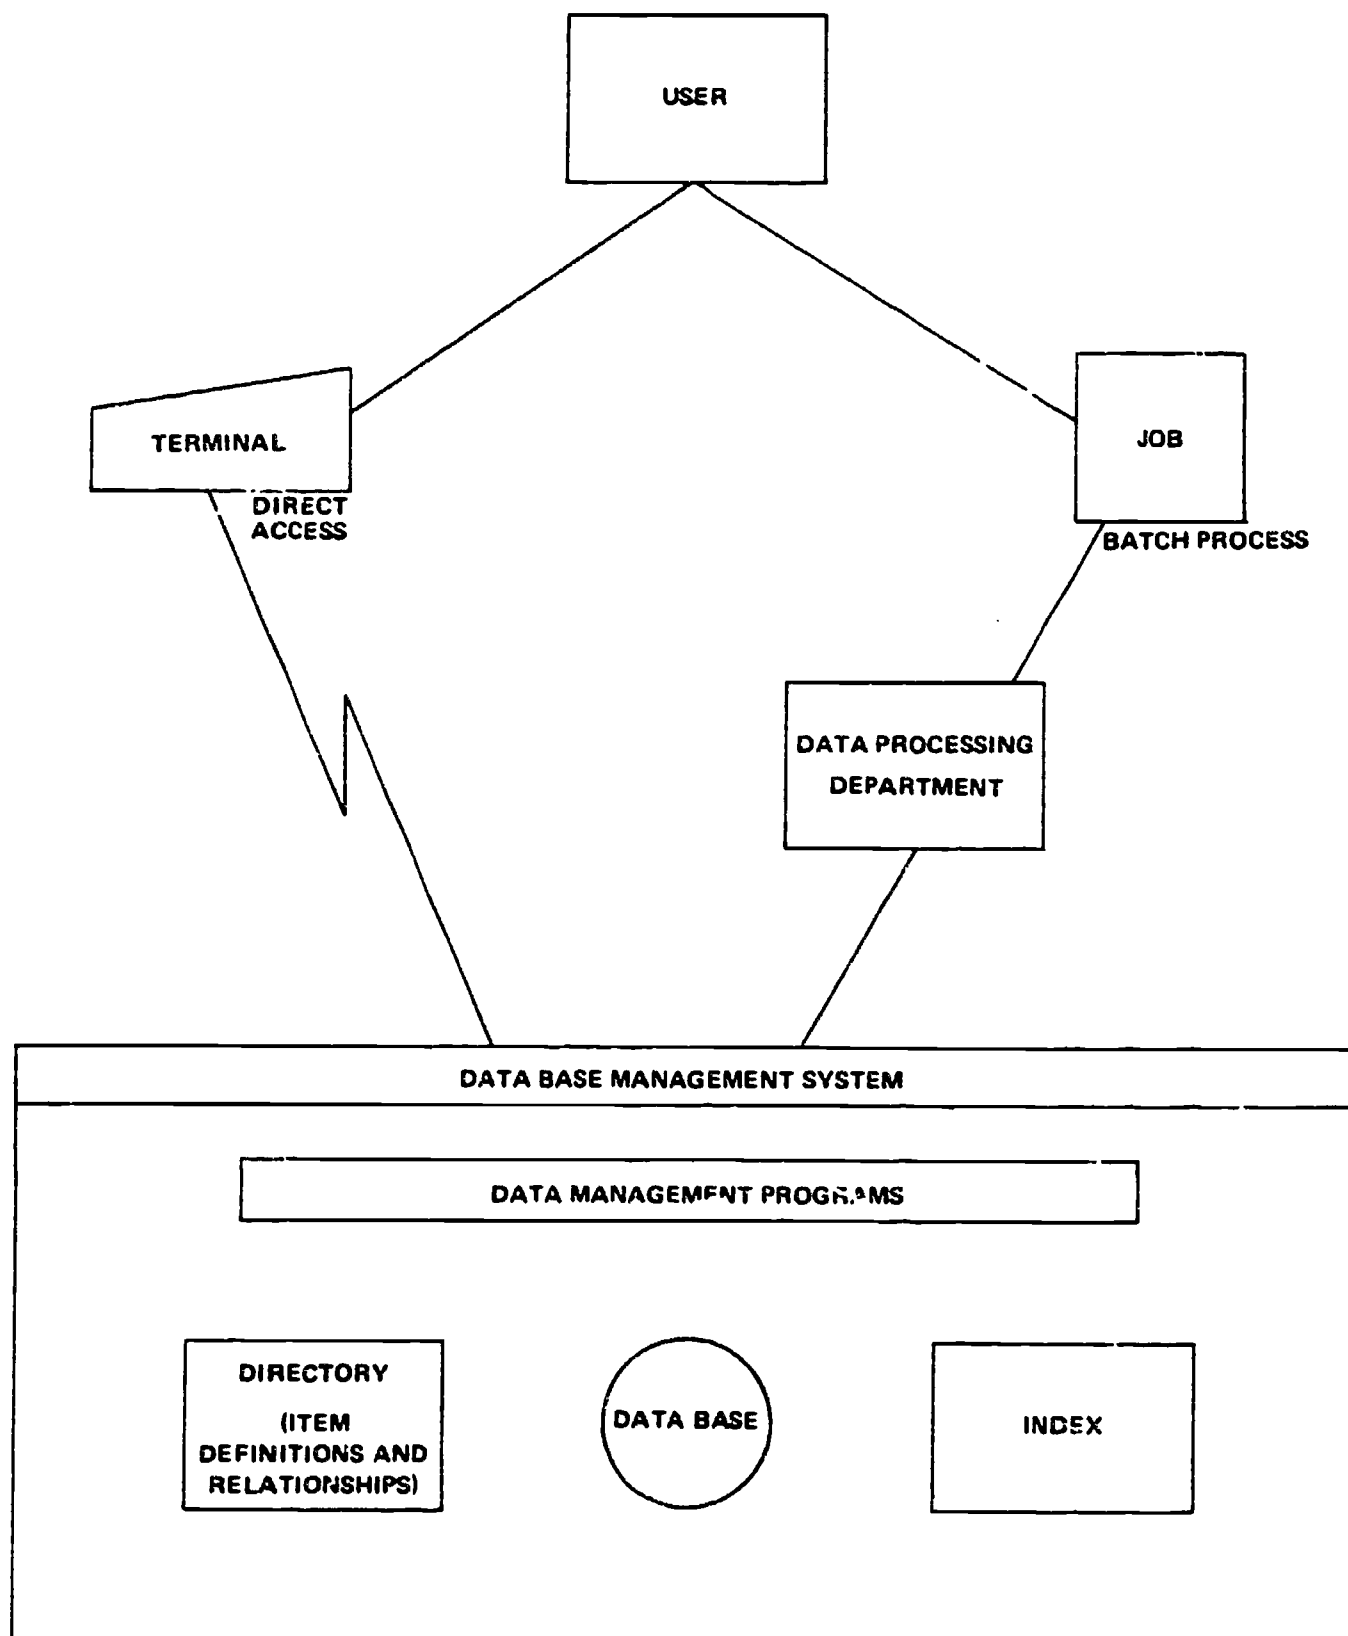 USER
TERMINAL
DIRECT
ACCESS
JOB
BATCH PROCESS
DATA PROCESSING
DEPARTMENT
DATA BASE MANAGEMENT SYSTEM
DATA MANAGEMENT PROGRAMS
DIRECTORY
(ITEM
DEFINITIONS AND
RELATIONSHIPS)
DATA BASE
INDEX